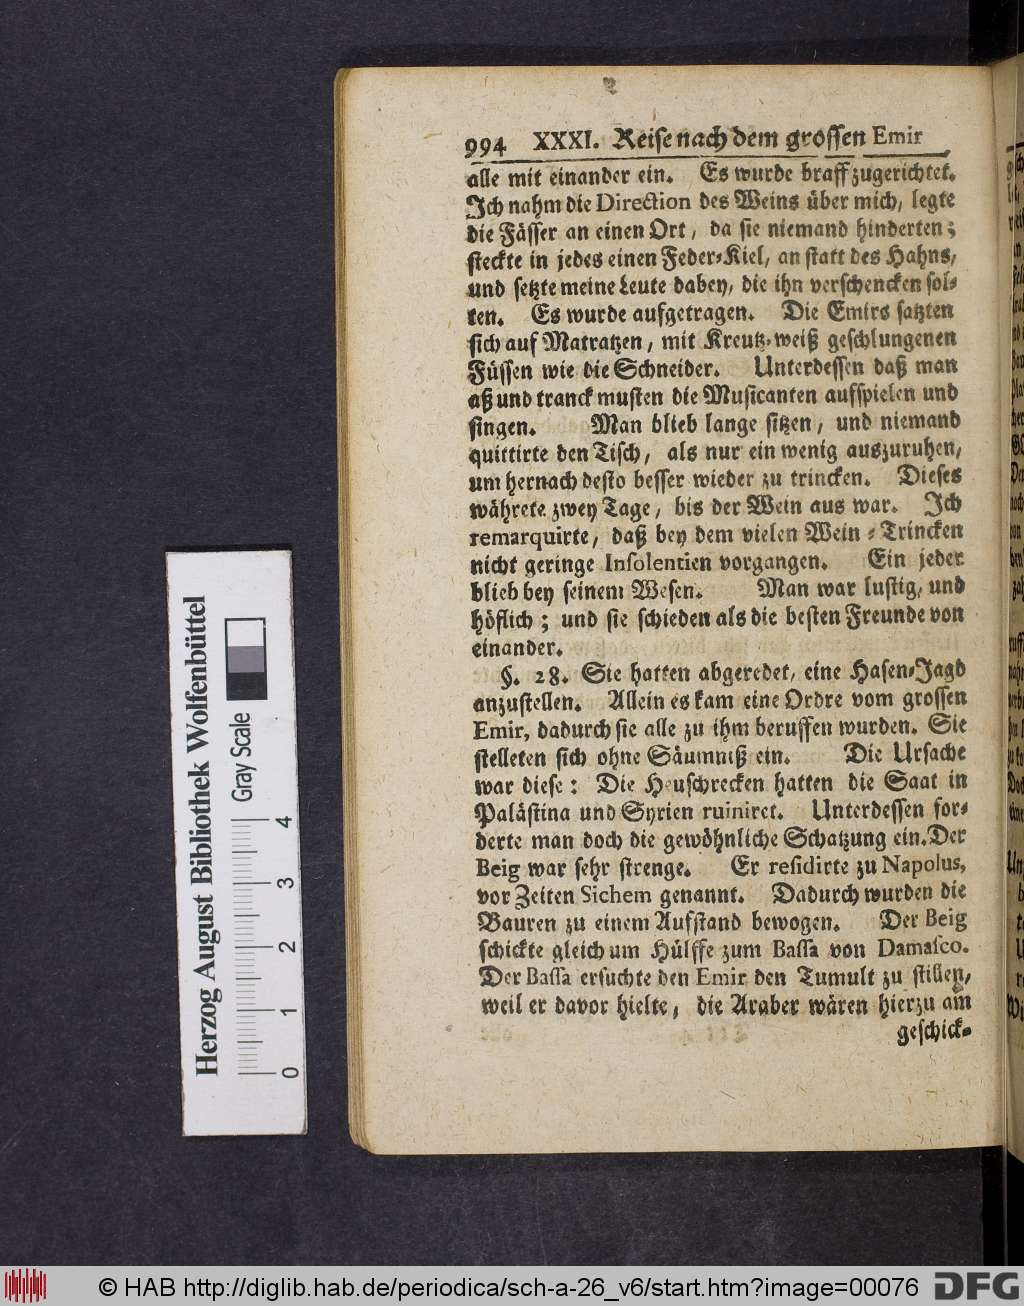 994 XXXI. Reise nach dem grossen Emir
alle mit einander ein. Es wurde braff zugerichtet.
Ich nahm die Direction des Weins über mich, legte
die Fässer an einen Ort, da sie niemand hinderten;
steckte in jedes einen Feder-Kiel, an statt des Hahns,
und setzte meine Leute dabey, die ihn verschencken sol-
ten. Es wurde aufgetragen. Die Emirs satzten
sich auf Matratzen, mit Kreutz-weiß geschlungenen
Füssen wie die Schneider. Unterdessen daß man
aß und tranck musten die Musicanten aufspielen und
singen. Man blieb lange sitzen, und niemand
quittirte den Tisch, als nur ein wenig auszuruhen,
um hernach desto besser wieder zu trincken. Dieses
währete zwey Tage, bis der Wein aus war. Ich
remarquirte, daß bey dem vielen Wein-Trincken
nicht geringe Insolentien vorgangen. Ein jeder
blieb bey seinem Wesen. Man war lustig, und
höflich; und sie schieden als die besten Freunde von
einander.
§. 28. Sie hatten abgeredet, eine Hasen-Jagd
anzustellen. Allein es kam eine Ordre vom grossen
Emir, dadurch sie alle zu ihm beruffen wurden. Sie
stelleten sich ohne Säumniß ein. Die Ursache
war diese: Die Heuschrecken hatten die Saat in
Palästina und Syrien ruiniret. Unterdessen for-
derte man doch die gewöhnliche Schatzung ein. Der
Beig war sehr strenge. Er residirte zu Napolus,
vor Zeiten Sichem genannt. Dadurch wurden die
Bauren zu einem Aufstand bewogen. Der Beig
schickte gleich um Hülffe zum Bassa von Damasco.
Der Bassa ersuchte den Emir den Tumult zu stillen,
weil er davor hielte, die Araber wären hierzu am
geschick-
Herzog August Bibliothek Wolfenbüttel
Gray Scale
0 1 2 3 4
© HAB http://diglib.hab.de/periodica/sch-a-26_v6/start.htm?image=00076
DFG